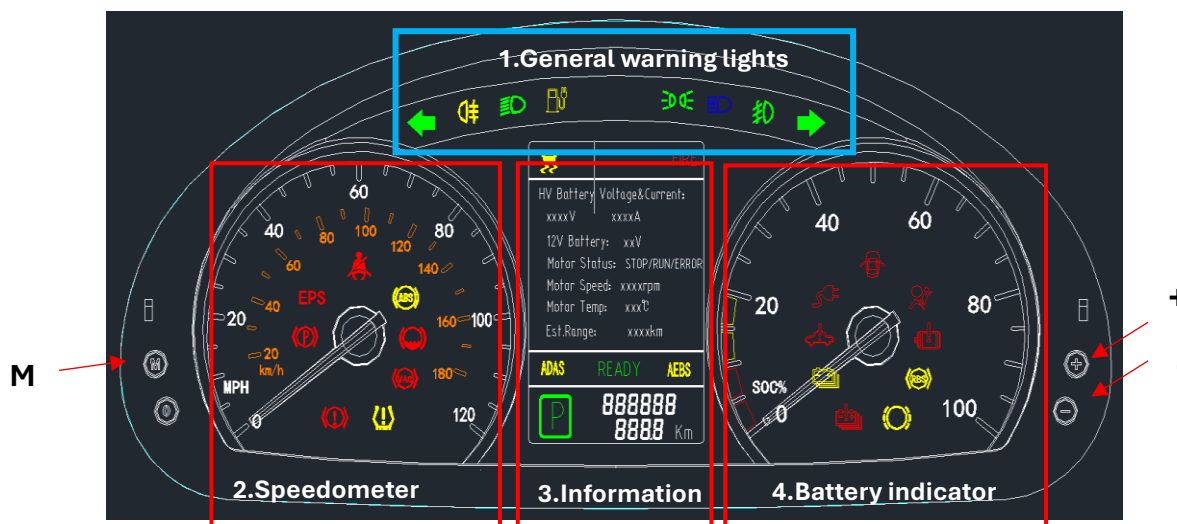 1.General warning lights
FIRE
HV Battery Voltage&Current:
xxxxV xxxxA
12V Battery: xxV
Motor Status: STOP/RUN/ERROR
Motor Speed: xxxxrpm
Motor Temp: xxx℃
Est.Range: xxxxkm
ADAS READY AEBS
P
888888
888.8 Km
0
20
40
60
80
100
120
MPH
20
40
60
80
100
120
140
160
180
km/h
EPS
ABS
P
0
20
40
60
80
100
SOC%
RBS
M
M
+
-
+
2.Speedometer
3.Information
4.Battery indicator